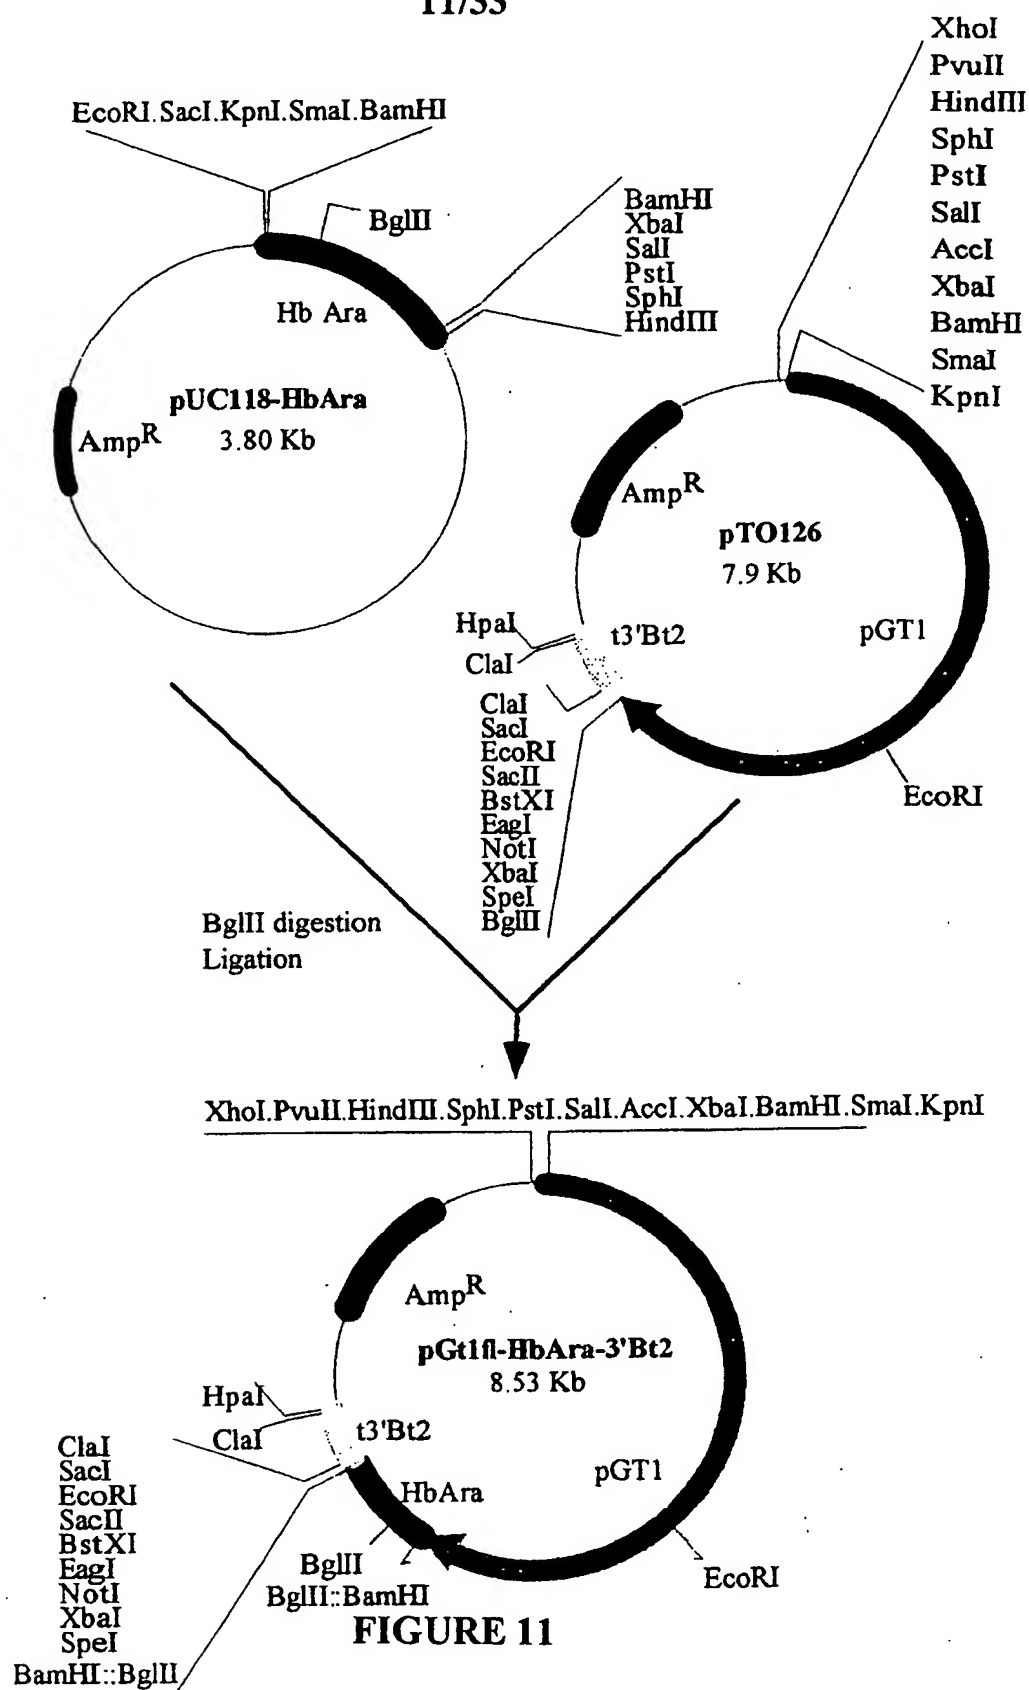 11/33
EcoRI.SacI.KpnI.SmaI.BamHI
BglII
Hb Ara
pUC118-HbAra
3.80 Kb
AmpR
BamHI
XbaI
SalI
PstI
SphI
HindIII
XhoI
PvuII
HindIII
SphI
PstI
SalI
AccI
XbaI
BamHI
SmaI
KpnI
AmpR
pTO126
7.9 Kb
pGT1
t3'Bt2
HpaI
ClaI
ClaI
SacI
EcoRI
SacII
BstXI
EagI
NotI
XbaI
SpeI
BglII
EcoRI
BglII digestion
Ligation
XhoI.PvuII.HindIII.SphI.PstI.SalI.AccI.XbaI.BamHI.SmaI.KpnI
AmpR
pGt1fl-HbAra-3'Bt2
8.53 Kb
HpaI
ClaI
t3'Bt2
pGT1
HbAra
ClaI
SacI
EcoRI
SacII
BstXI
EagI
NotI
XbaI
SpeI
BamHI::BglII
BglII
BglII::BamHI
EcoRI
FIGURE 11